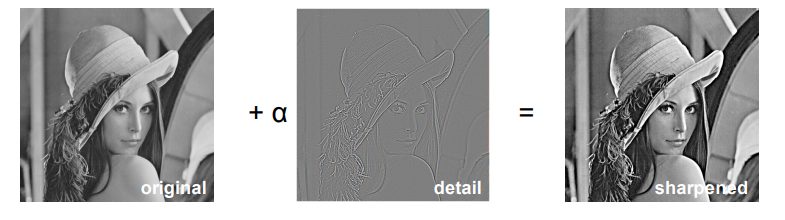 original + α detail = sharpened